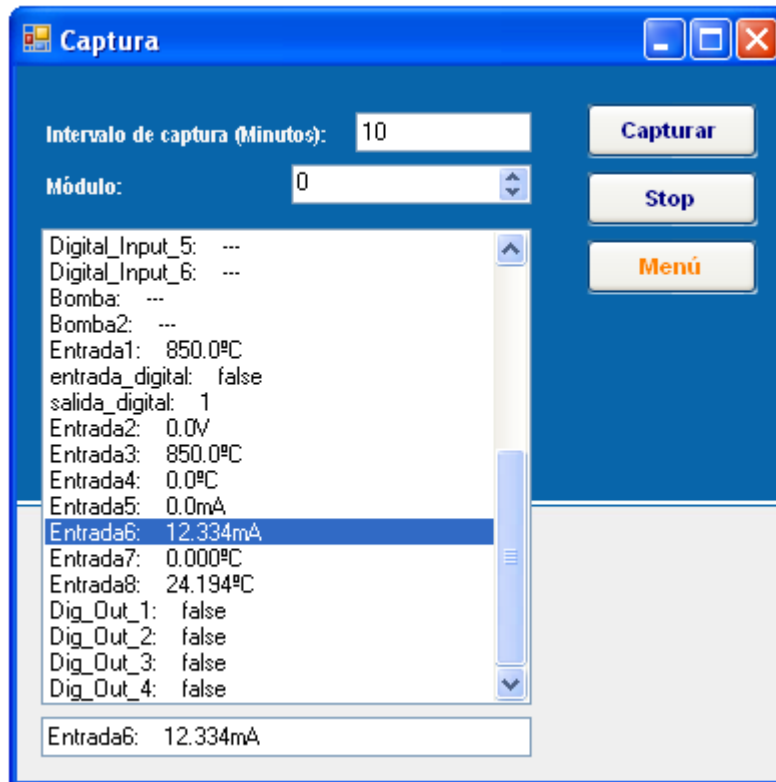 Captura
Intervalo de captura (Minutos): 10
Capturar
Módulo: 0
Stop
Menú
Digital_Input_5: ---
Digital_Input_6: ---
Bomba: ---
Bomba2: ---
Entrada1: 850.0ºC
entrada_digital: false
salida_digital: 1
Entrada2: 0.0V
Entrada3: 850.0ºC
Entrada4: 0.0ºC
Entrada5: 0.0mA
Entrada6: 12.334mA
Entrada7: 0.000ºC
Entrada8: 24.194ºC
Dig_Out_1: false
Dig_Out_2: false
Dig_Out_3: false
Dig_Out_4: false
Entrada6: 12.334mA